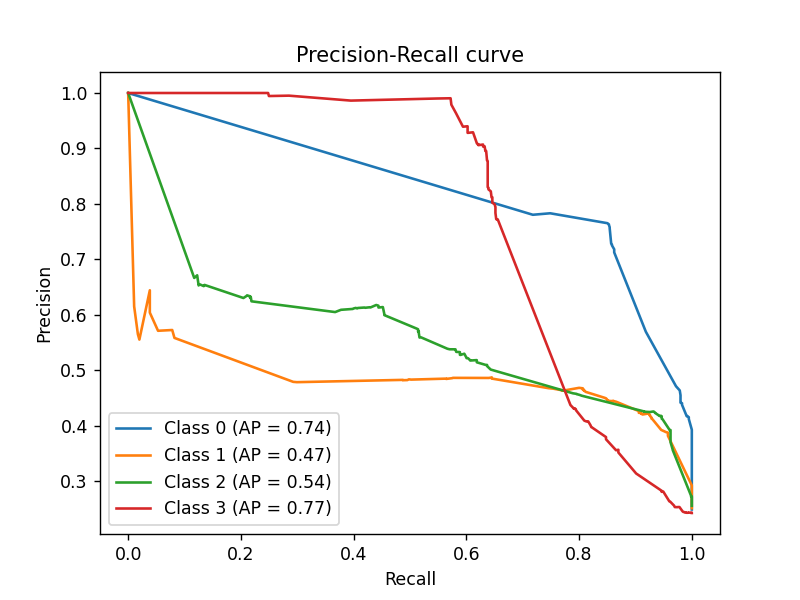 Precision-Recall curve
1.0
0.9
0.8
0.7
0.6
0.5
0.4
0.3
Precision
Class 0 (AP = 0.74)
Class 1 (AP = 0.47)
Class 2 (AP = 0.54)
Class 3 (AP = 0.77)
0.0 0.2 0.4 0.6 0.8 1.0
Recall